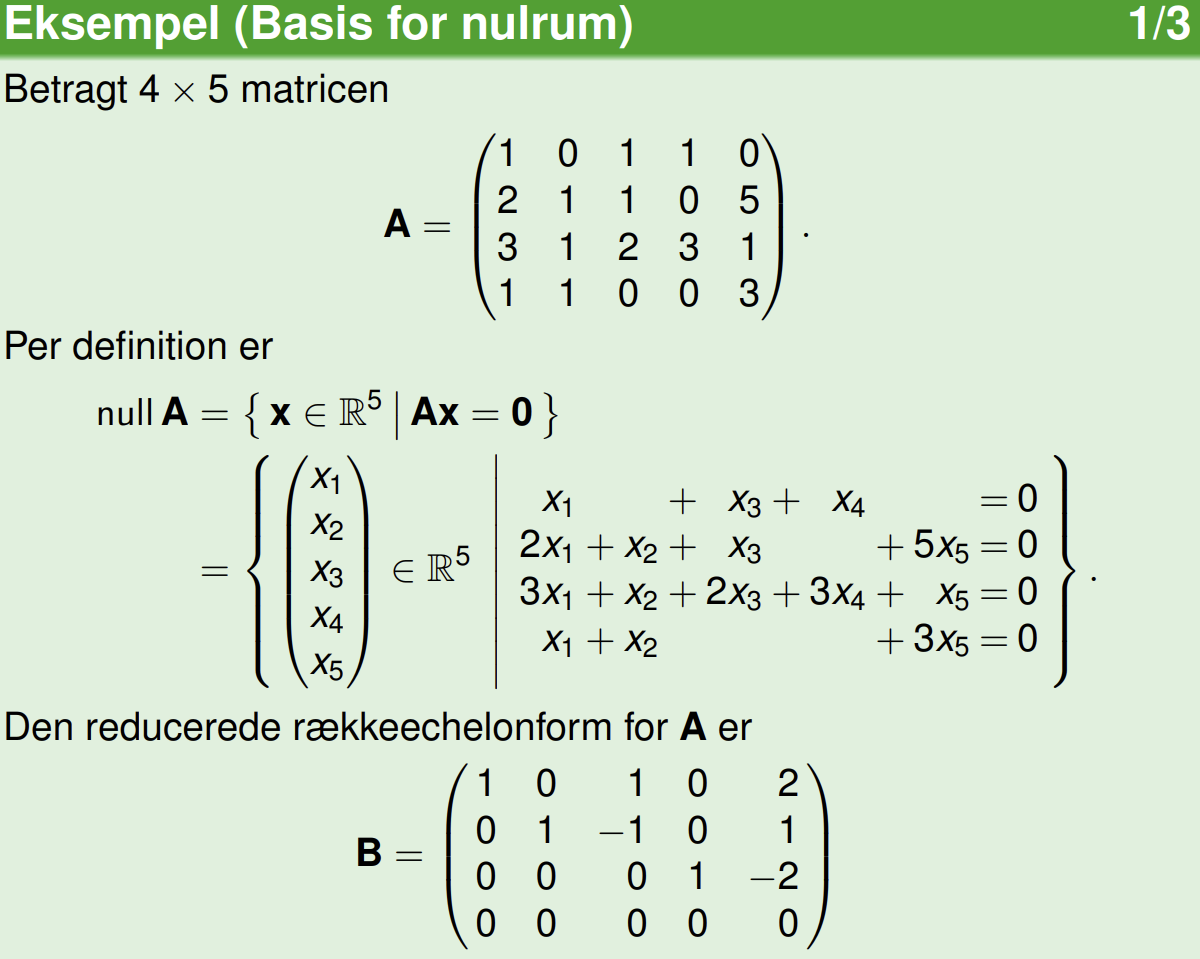 Eksempel (Basis for nulrum) 1/3
Betragt 4 × 5 matricen
A = ( 1 0 1 1 0
2 1 1 0 5
3 1 2 3 1
1 1 0 0 3 ) .
Per definition er
null A = { x ∈ ℝ⁵ | Ax = 0 }
= { ( x₁ x₂ x₃ x₄ x₅ ) ∈ ℝ⁵ |
x₁ + x₃ + x₄ = 0
2x₁ + x₂ + x₃ + 5x₅ = 0
3x₁ + x₂ + 2x₃ + 3x₄ + x₅ = 0
x₁ + x₂ + 3x₅ = 0 } .
Den reducerede rækkeechelonform for A er
B = ( 1 0 1 0 2
0 1 −1 0 1
0 0 0 1 −2
0 0 0 0 0 )